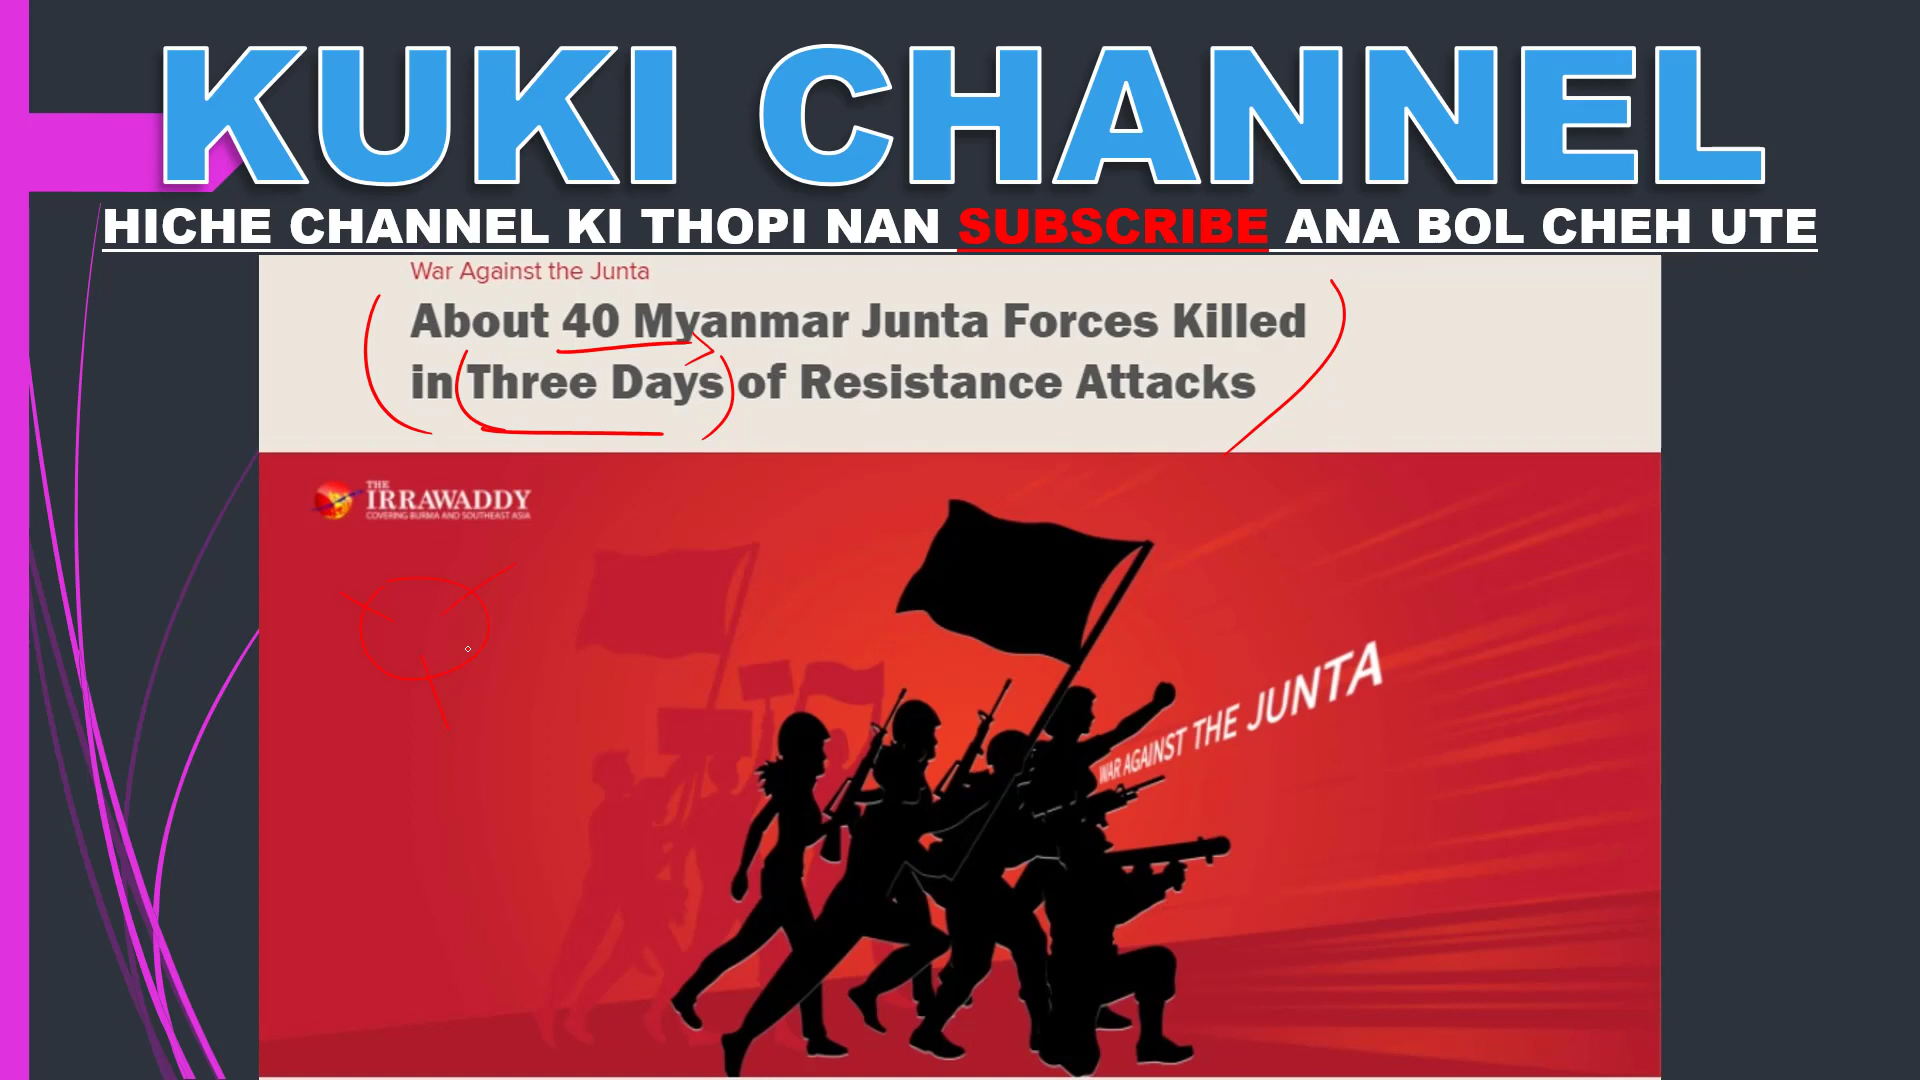 KUKI CHANNEL
HICHE CHANNEL KI THOPI NAN SUBSCRIBE ANA BOL CHEH UTE
War Against the Junta
About 40 Myanmar Junta Forces Killed
in Three Days of Resistance Attacks
THE
IRRAWADDY
COVERING BURMA AND SOUTHEAST ASIA
WAR AGAINST THE JUNTA